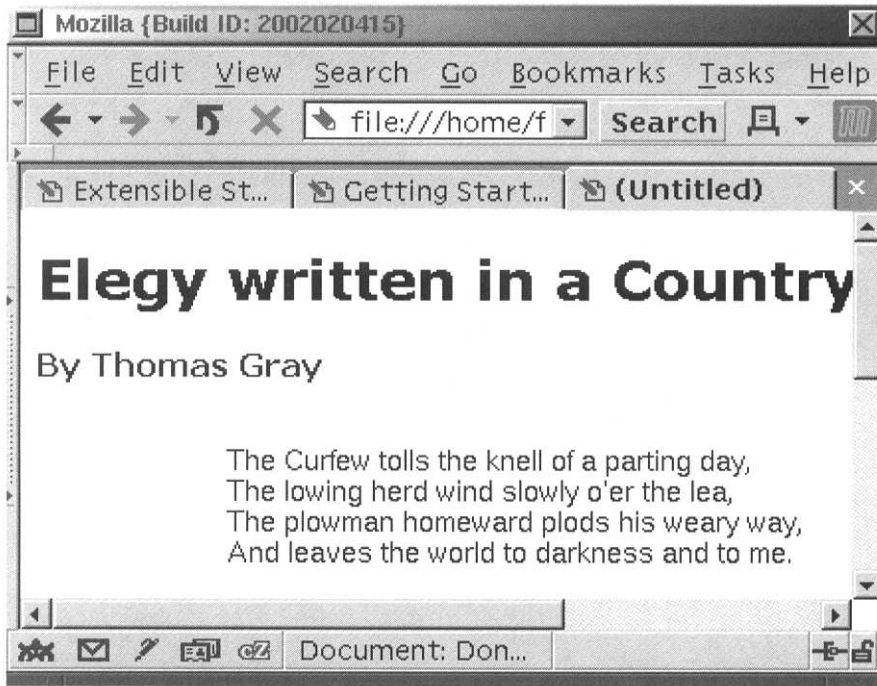 Mozilla {Build ID: 2002020415}
File Edit View Search Go Bookmarks Tasks Help
file:///home/f Search
Extensible St... Getting Start... (Untitled)
Elegy written in a Country
By Thomas Gray
The Curfew tolls the knell of a parting day,
The lowing herd wind slowly o'er the lea,
The plowman homeward plods his weary way,
And leaves the world to darkness and to me.
Document: Don...